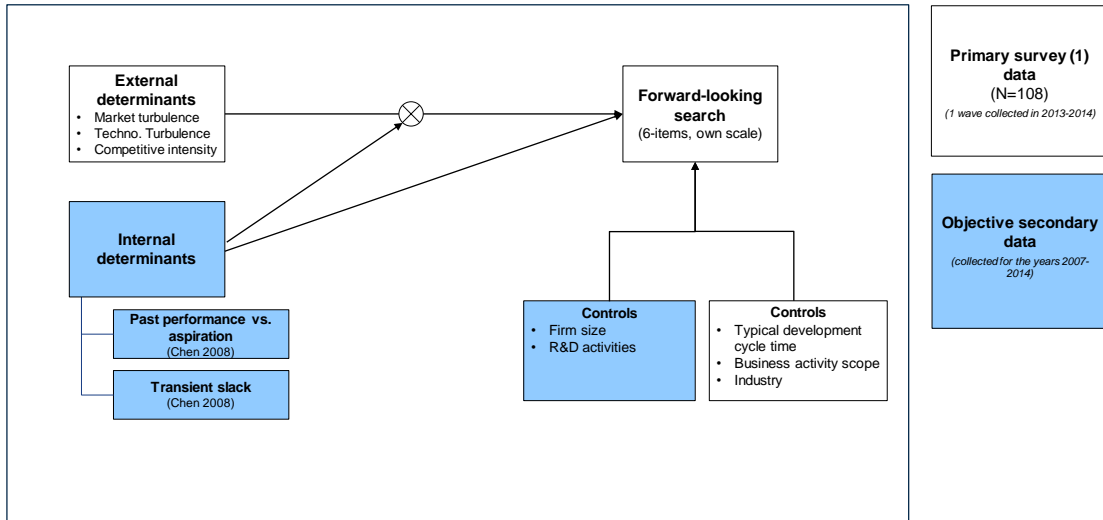 External
determinants
• Market turbulence
• Techno. Turbulence
• Competitive intensity
Forward-looking
search
(6-items, own scale)
Internal
determinants
Past performance vs.
aspiration
(Chen 2008)
Transient slack
(Chen 2008)
Controls
• Firm size
• R&D activities
Controls
• Typical development
cycle time
• Business activity scope
• Industry
Primary survey (1)
data
(N=108)
(1 wave collected in 2013-2014)
Objective secondary
data
(collected for the years 2007-
2014)